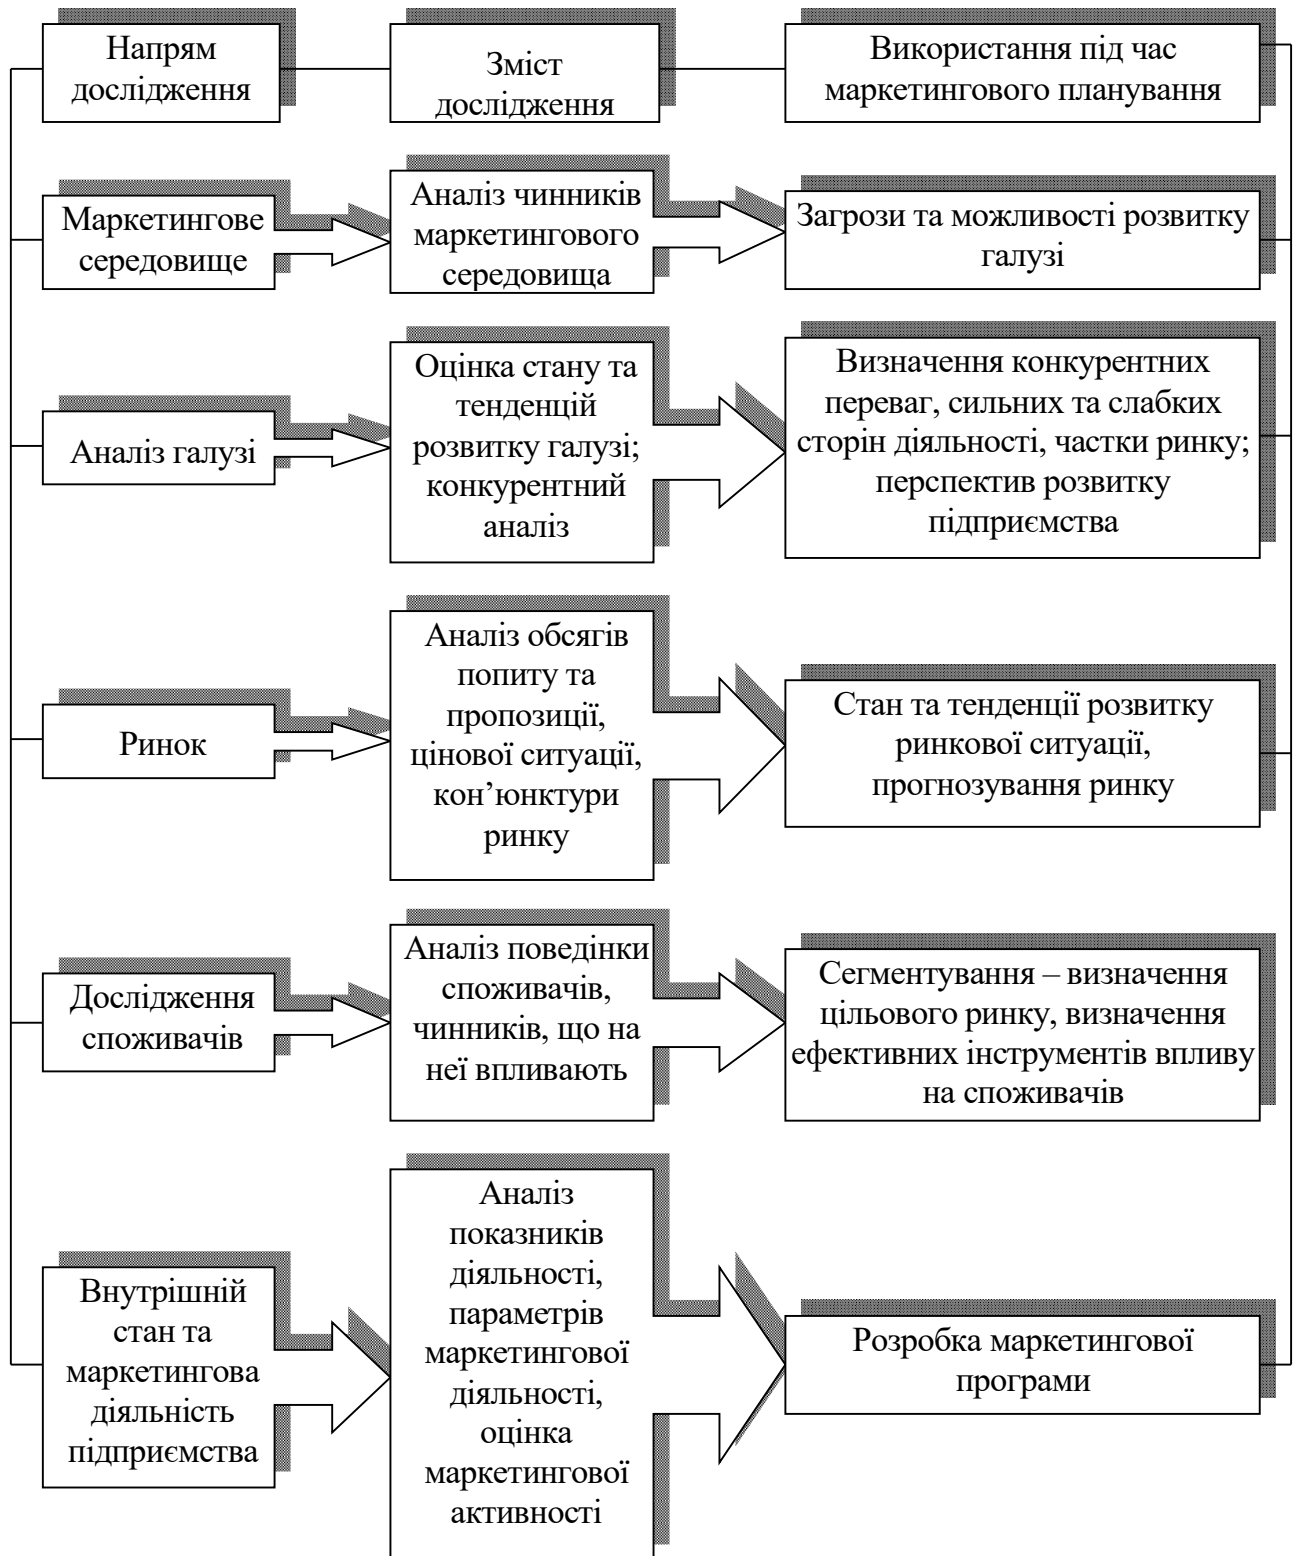 Напрям
дослідження
Зміст
дослідження
Використання під час
маркетингового планування
Маркетингове
середовище
Аналіз чинників
маркетингового
середовища
Загрози та можливості розвитку
галузі
Аналіз галузі
Оцінка стану та
тенденцій
розвитку галузі;
конкурентний
аналіз
Визначення конкурентних
переваг, сильних та слабких
сторін діяльності, частки ринку;
перспектив розвитку
підприємства
Ринок
Аналіз обсягів
попиту та
пропозиції,
цінової ситуації,
кон’юнктури
ринку
Стан та тенденції розвитку
ринкової ситуації,
прогнозування ринку
Дослідження
споживачів
Аналіз поведінки
споживачів,
чинників, що на
неї впливають
Сегментування – визначення
цільового ринку, визначення
ефективних інструментів впливу
на споживачів
Внутрішній
стан та
маркетингова
діяльність
підприємства
Аналіз
показників
діяльності,
параметрів
маркетингової
діяльності,
оцінка
маркетингової
активності
Розробка маркетингової
програми